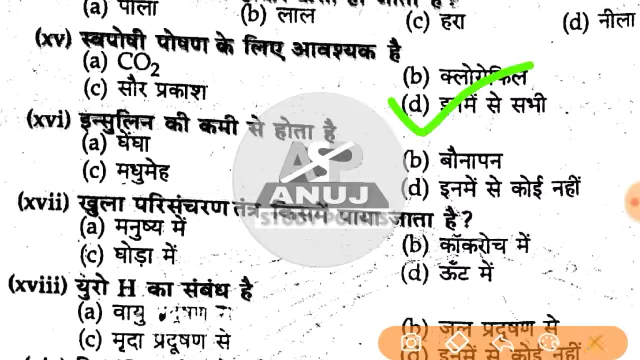 (a) पीला (b) लाल (c) हरा (d) नीला
(xv) स्वपोषी पोषण के लिए आवश्यक है
(a) CO2 (b) क्लोरोफिल
(c) सौर प्रकाश (d) इनमें से सभी
(xvi) इन्सुलिन की कमी से होता है
(a) घेंघा (b) बौनापन
(c) मधुमेह (d) इनमें से कोई नहीं
(xvii) खुला परिसंचरण तंत्र किसमें पाया जाता है?
(a) मनुष्य में (b) कॉकरोच में
(c) घोड़ा में (d) ऊँट में
(xviii) युरो H का संबंध है
(a) वायु (b) जल प्रदूषण से
(c) मृदा प्रदूषण से (d) इनमें से कोई नहीं
ASP
ANUJ